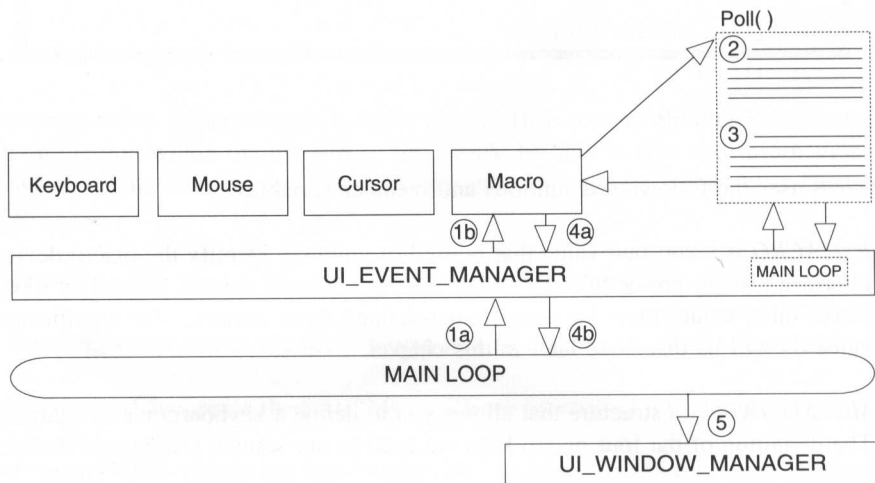 Poll( )
2
3
Keyboard
Mouse
Cursor
Macro
1b
4a
UI_EVENT_MANAGER
MAIN LOOP
1a
4b
MAIN LOOP
5
UI_WINDOW_MANAGER